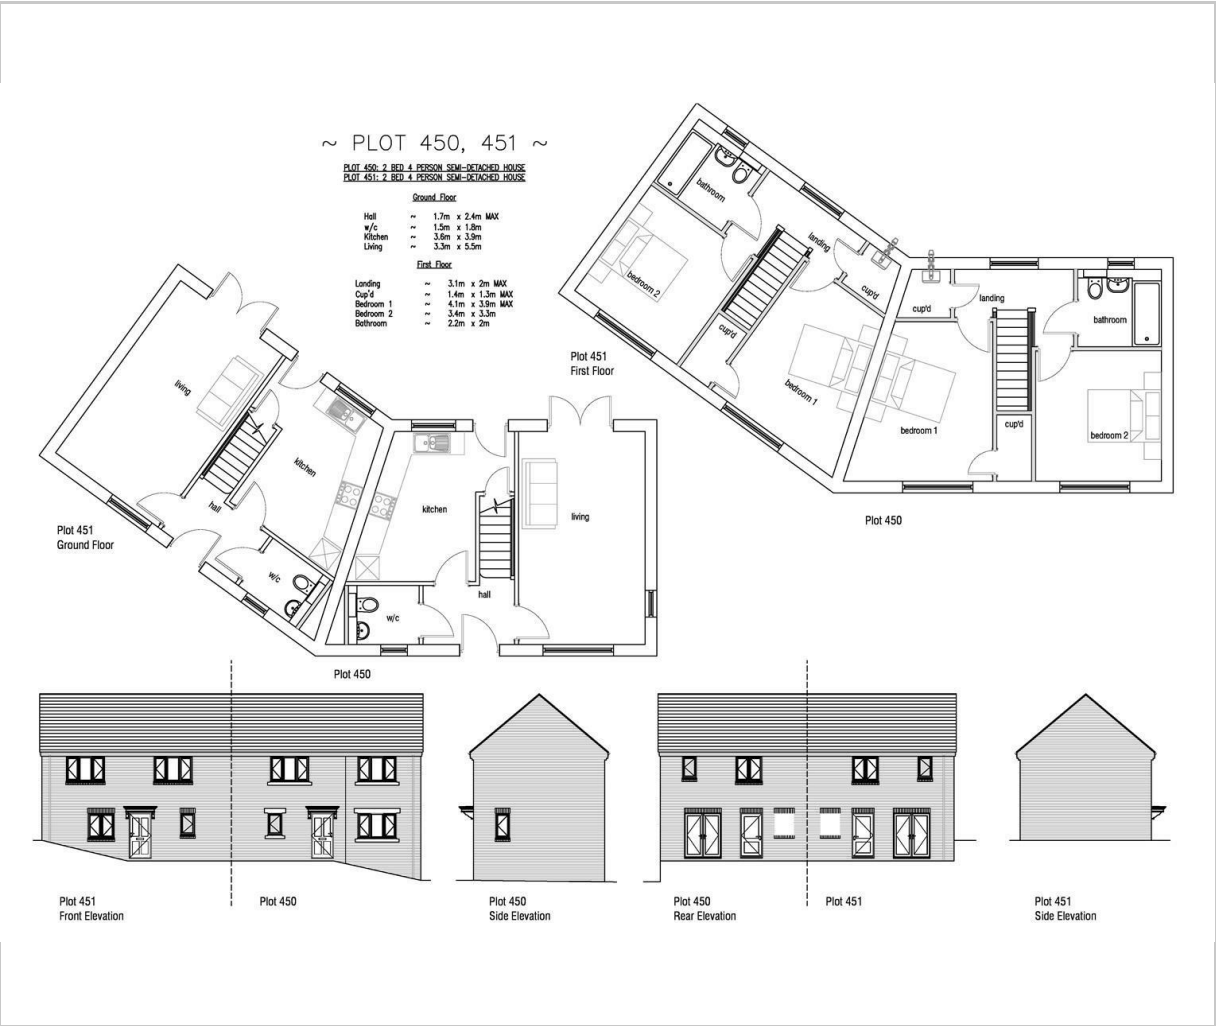 ~ PLOT 450, 451 ~
PLOT 450: 2 BED 4 PERSON SEMI-DETACHED HOUSE
PLOT 451: 2 BED 4 PERSON SEMI-DETACHED HOUSE
Ground Floor
Hall ~ 1.7m x 2.4m MAX
w/c ~ 1.5m x 1.8m
Kitchen ~ 3.6m x 3.9m
Living ~ 3.3m x 5.5m
First Floor
Landing ~ 3.1m x 2m MAX
Cup'd ~ 1.4m x 1.3m MAX
Bedroom 1 ~ 4.1m x 3.9m MAX
Bedroom 2 ~ 3.4m x 3.3m
Bathroom ~ 2.2m x 2m
bathroom
landing
bedroom 2
cup'd
cup'd
bedroom 1
Plot 451
First Floor
cup'd
landing
bathroom
bedroom 1
cup'd
bedroom 2
Plot 450
living
kitchen
hall
w/c
Plot 451
Ground Floor
kitchen
living
hall
w/c
Plot 450
Plot 451
Front Elevation
Plot 450
Plot 450
Side Elevation
Plot 450
Rear Elevation
Plot 451
Plot 451
Side Elevation